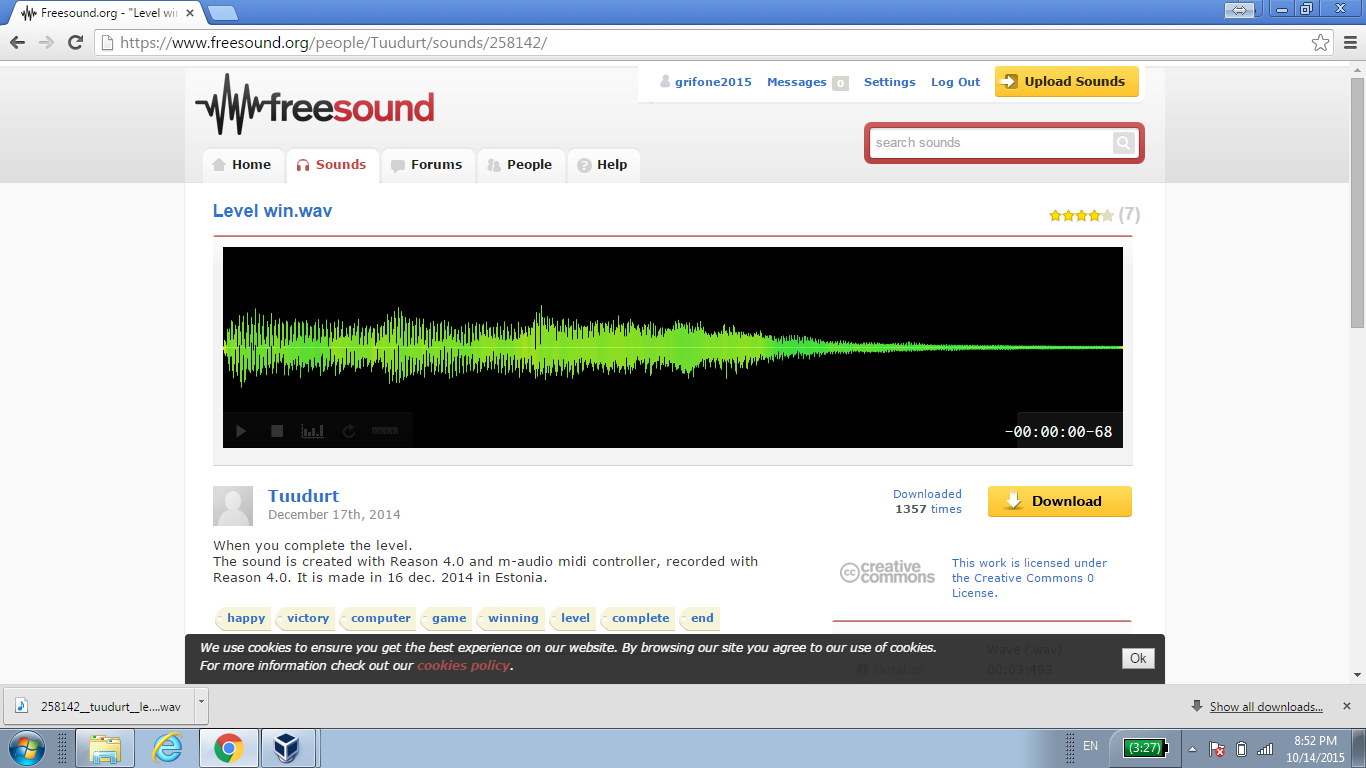 Freesound.org - "Level win
https://www.freesound.org/people/Tuudurt/sounds/258142/
grifone2015 Messages 0 Settings Log Out Upload Sounds
freesound
search sounds
Home Sounds Forums People Help
Level win.wav (7)
-00:00:00-68
Tuudurt
December 17th, 2014
Downloaded
1357 times
Download
When you complete the level.
The sound is created with Reason 4.0 and m-audio midi controller, recorded with
Reason 4.0. It is made in 16 dec. 2014 in Estonia.
cc creative
commons
This work is licensed under
the Creative Commons 0
License.
happy victory computer game winning level complete end
We use cookies to ensure you get the best experience on our website. By browsing our site you agree to our use of cookies.
For more information check out our cookies policy.
Ok
Wave (.wav)
Duration 00:03:483
258142__tuudurt__le....wav
Show all downloads...
EN
(3:27)
8:52 PM
10/14/2015